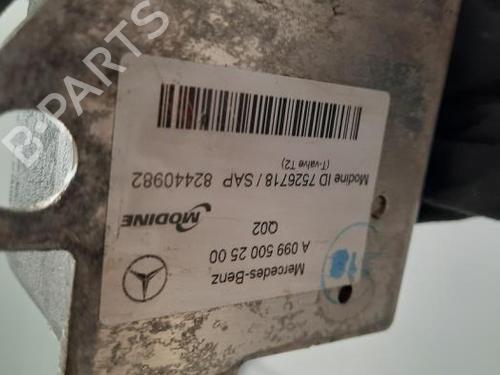 Mercedes-Benz
A 099 500 25 00
Q02
MODINE
Modine ID 7526718 / SAP 82440982
(T-valve T2)
B-PARTS